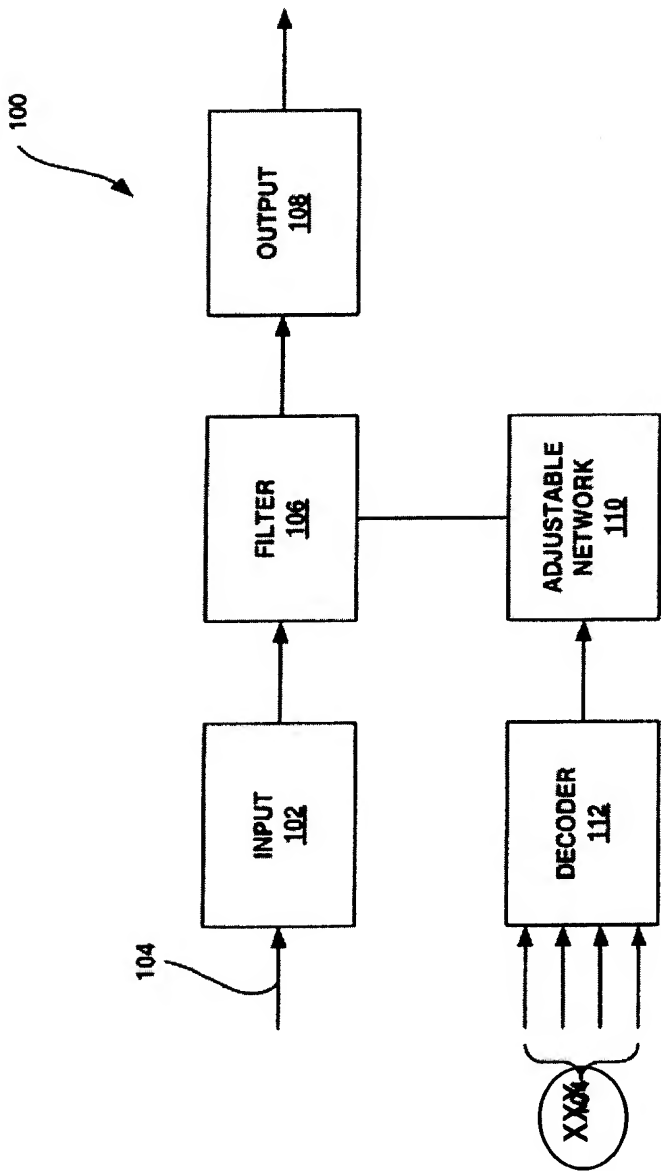 100
104
INPUT
102
FILTER
106
OUTPUT
108
DECODER
112
ADJUSTABLE
NETWORK
110